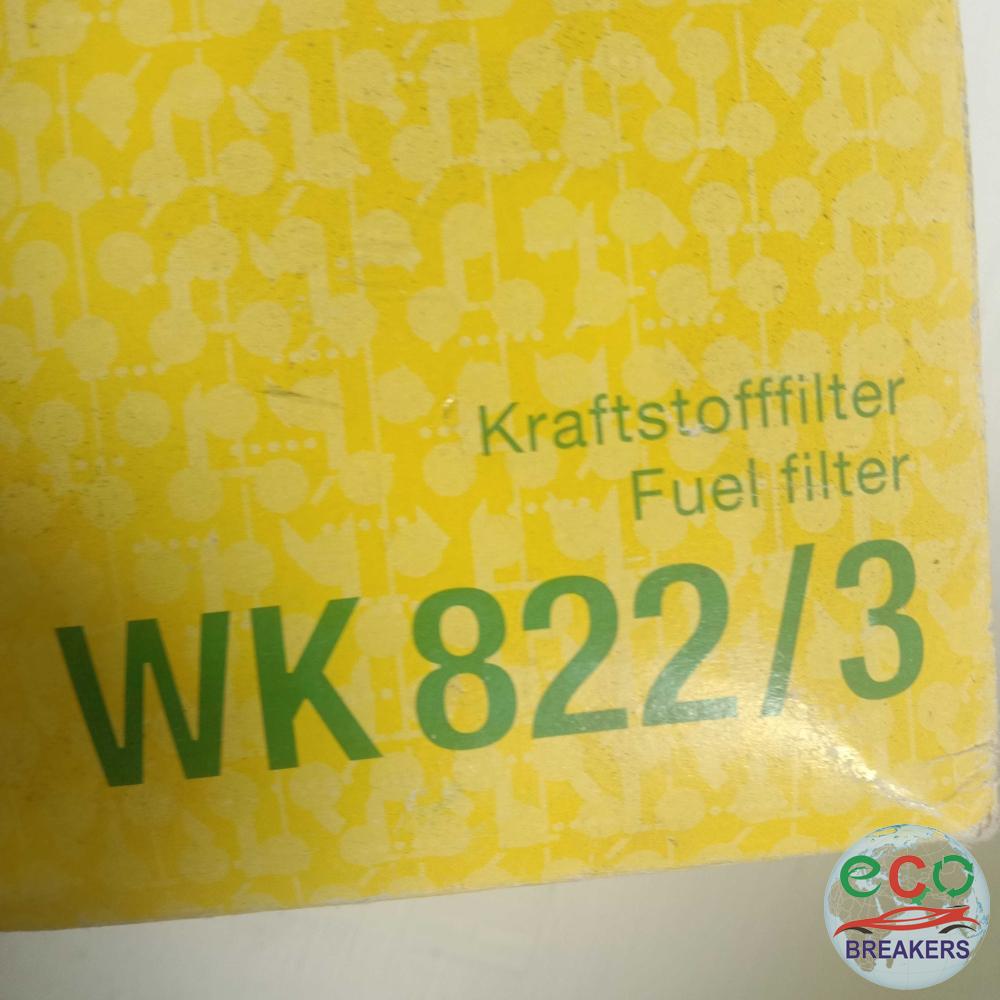 Kraftstofffilter
Fuel filter
WK 822/3
eco
BREAKERS